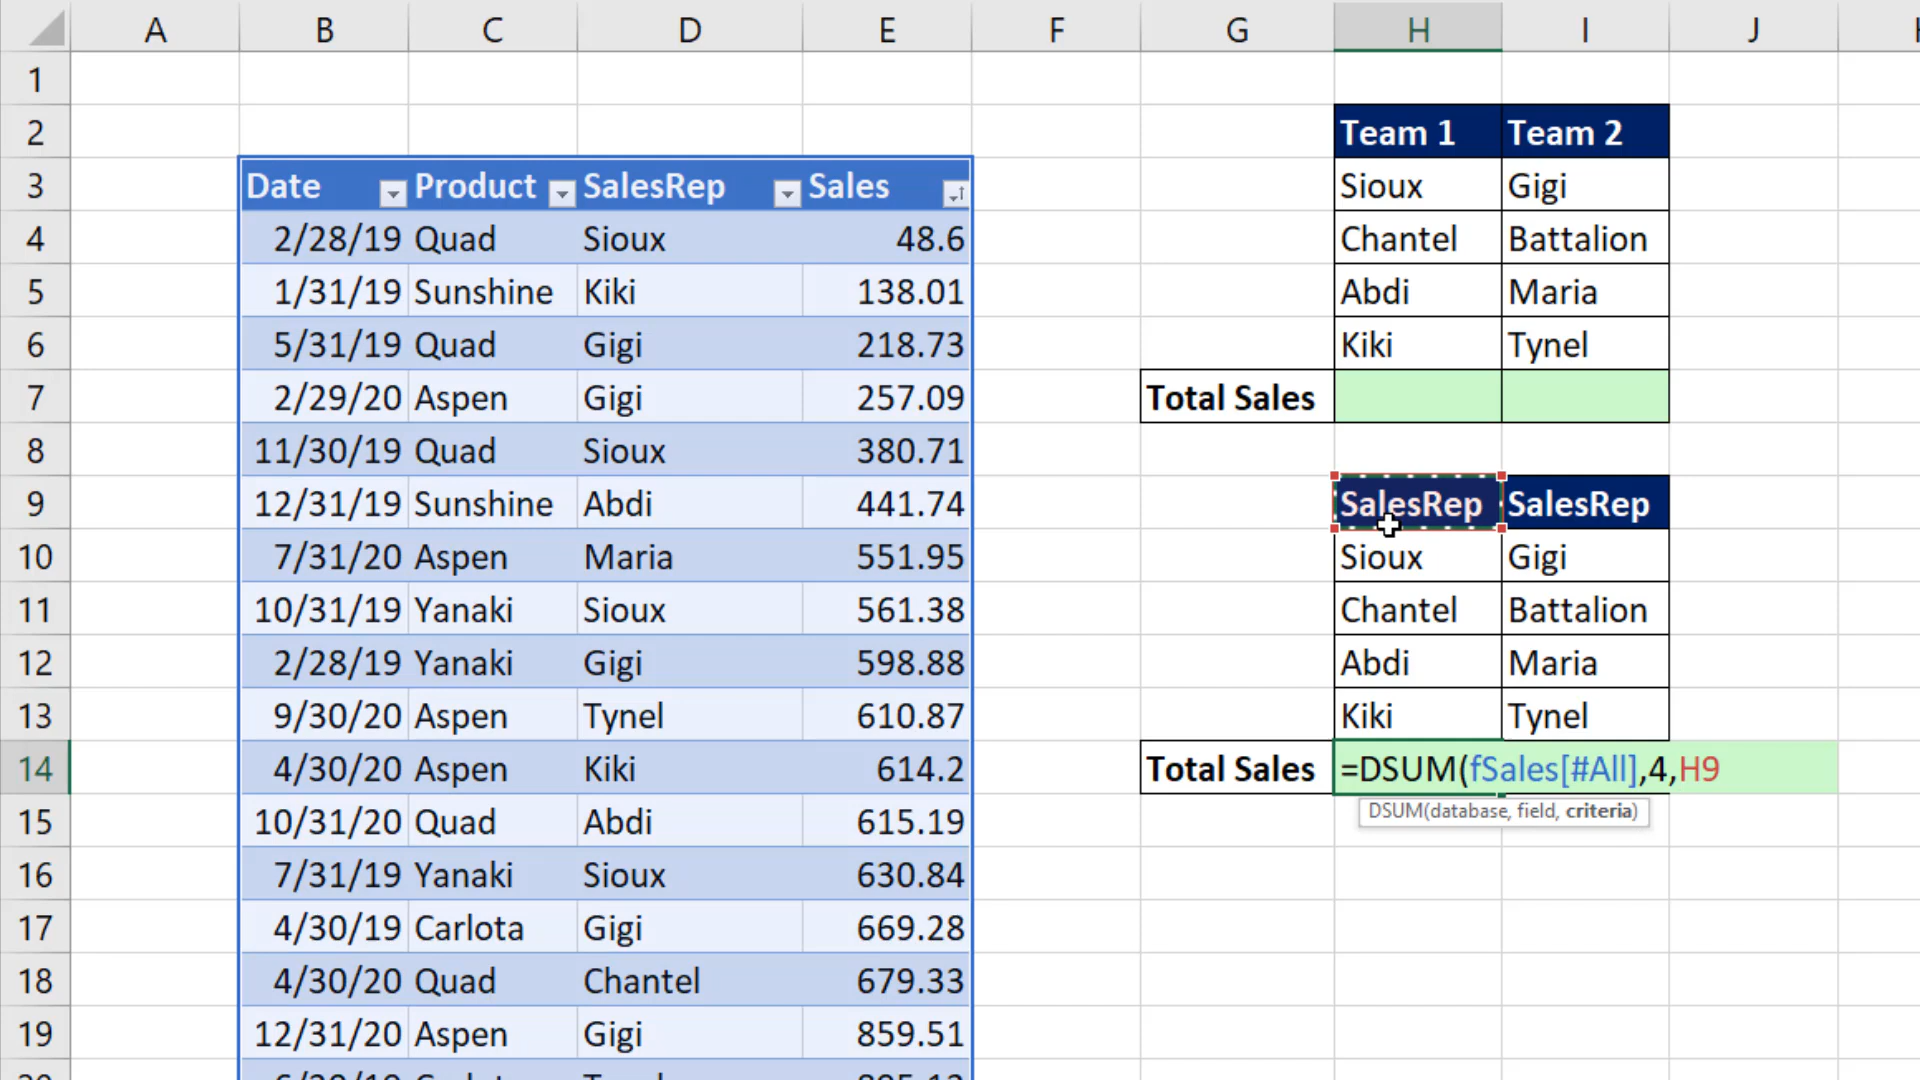 A B C D E F G H I J
1
2 Team 1 Team 2
3 Date Product SalesRep Sales Sioux Gigi
4 2/28/19 Quad Sioux 48.6 Chantel Battalion
5 1/31/19 Sunshine Kiki 138.01 Abdi Maria
6 5/31/19 Quad Gigi 218.73 Kiki Tynel
7 2/29/20 Aspen Gigi 257.09 Total Sales
8 11/30/19 Quad Sioux 380.71
9 12/31/19 Sunshine Abdi 441.74 SalesRep SalesRep
10 7/31/20 Aspen Maria 551.95 Sioux Gigi
11 10/31/19 Yanaki Sioux 561.38 Chantel Battalion
12 2/28/19 Yanaki Gigi 598.88 Abdi Maria
13 9/30/20 Aspen Tynel 610.87 Kiki Tynel
14 4/30/20 Aspen Kiki 614.2 Total Sales =DSUM(fSales[#All],4,H9
DSUM(database, field, criteria)
15 10/31/20 Quad Abdi 615.19
16 7/31/19 Yanaki Sioux 630.84
17 4/30/19 Carlota Gigi 669.28
18 4/30/20 Quad Chantel 679.33
19 12/31/20 Aspen Gigi 859.51